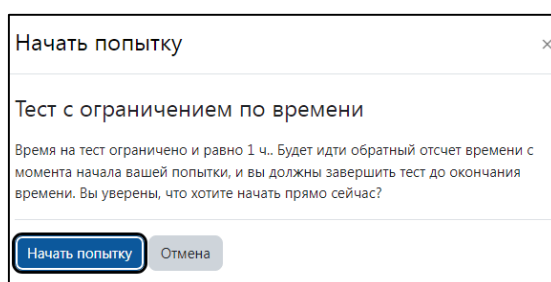 Начать попытку
×
Тест с ограничением по времени
Время на тест ограничено и равно 1 ч.. Будет идти обратный отсчет времени с
момента начала вашей попытки, и вы должны завершить тест до окончания
времени. Вы уверены, что хотите начать прямо сейчас?
Начать попытку Отмена